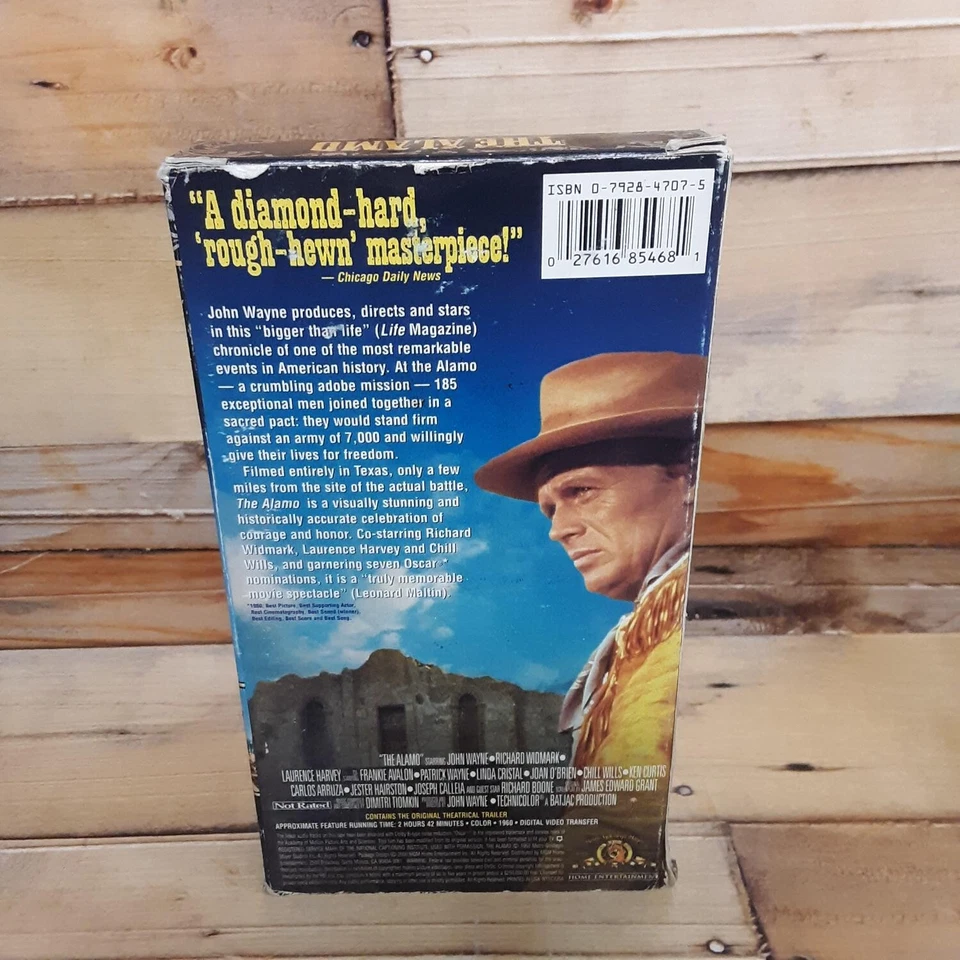 THE ALAMO
"A diamond-hard,
'rough-hewn' masterpiece!"
— Chicago Daily News
ISBN 0-7928-4707-5
0 27616 85468 1
John Wayne produces, directs and stars
in this "bigger than life" (Life Magazine)
chronicle of one of the most remarkable
events in American history. At the Alamo
— a crumbling adobe mission — 185
exceptional men joined together in a
sacred pact: they would stand firm
against an army of 7,000 and willingly
give their lives for freedom.
Filmed entirely in Texas, only a few
miles from the site of the actual battle,
The Alamo is a visually stunning and
historically accurate celebration of
courage and honor. Co-starring Richard
Widmark, Laurence Harvey and Chill
Wills, and garnering seven Oscar®*
nominations, it is a "truly memorable
movie spectacle" (Leonard Maltin).
*1960: Best Picture, Best Supporting Actor,
Best Cinematography, Best Sound (winner),
Best Editing, Best Score and Best Song.
"THE ALAMO" STARRING JOHN WAYNE • RICHARD WIDMARK •
LAURENCE HARVEY FRANKIE AVALON • PATRICK WAYNE • LINDA CRISTAL • JOAN O'BRIEN • CHILL WILLS • KEN CURTIS
CARLOS ARRUZA • JESTER HAIRSTON • JOSEPH CALLEIA AND GUEST STAR RICHARD BOONE JAMES EDWARD GRANT
Not Rated DIMITRI TIOMKIN JOHN WAYNE • TECHNICOLOR® A BATJAC PRODUCTION
CONTAINS THE ORIGINAL THEATRICAL TRAILER
APPROXIMATE FEATURE RUNNING TIME: 2 HOURS 42 MINUTES • COLOR • 1960 • DIGITAL VIDEO TRANSFER
HOME ENTERTAINMENT